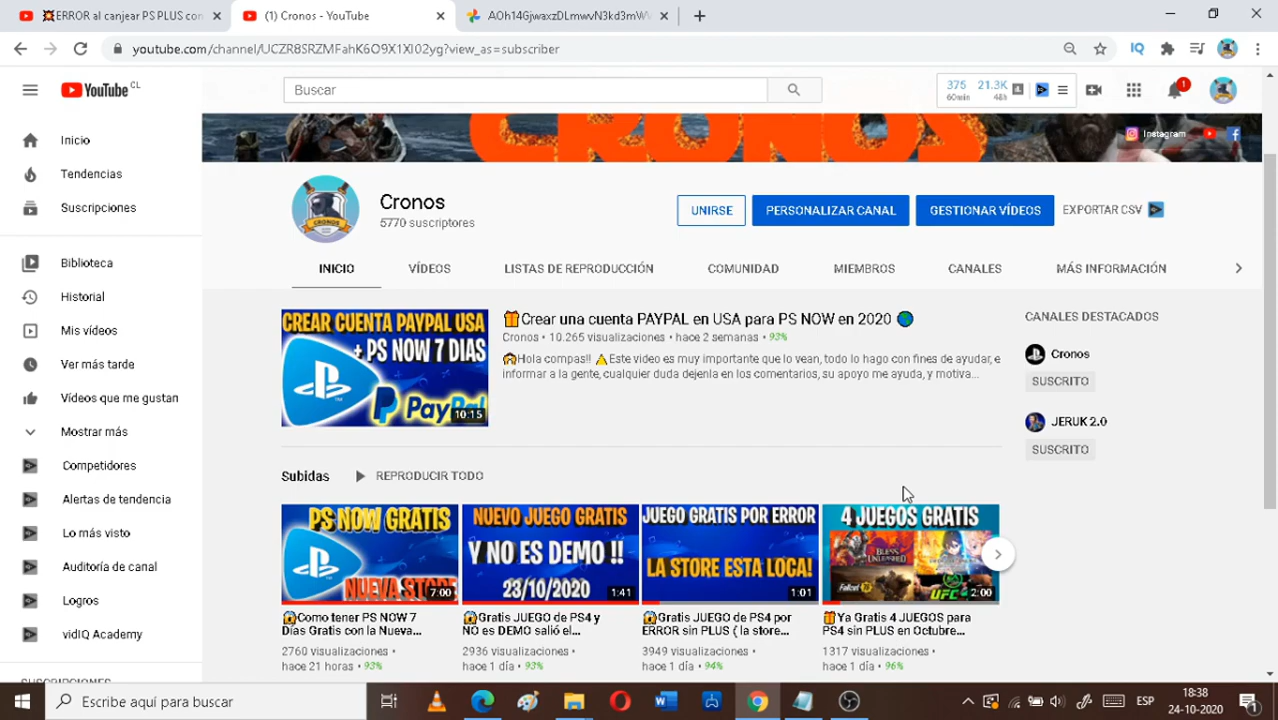 💥ERROR al canjear PS PLUS con
(1) Cronos - YouTube
AOh14GjwaxzDLmwvN3kd3mW
youtube.com/channel/UCZR8SRZMFahK6O9X1XI02yg?view_as=subscriber
YouTube CL
Buscar
375 21.3K
60min 48h
Inicio
Tendencias
Suscripciones
Biblioteca
Historial
Mis vídeos
Ver más tarde
Vídeos que me gustan
Mostrar más
Competidores
Alertas de tendencia
Lo más visto
Auditoría de canal
Logros
vidIQ Academy
CRONOS
Instagram
CRONOS
Cronos
5770 suscriptores
UNIRSE
PERSONALIZAR CANAL
GESTIONAR VÍDEOS
EXPORTAR CSV
INICIO VÍDEOS LISTAS DE REPRODUCCIÓN COMUNIDAD MIEMBROS CANALES MÁS INFORMACIÓN
CREAR CUENTA PAYPAL USA
+ PS NOW 7 DIAS
PayPal
10:15
🎁Crear una cuenta PAYPAL en USA para PS NOW en 2020 🌎
Cronos • 10.265 visualizaciones • hace 2 semanas • 93%
🙆Hola compas!! ⚠Este video es muy importante que lo vean, todo lo hago con fines de ayudar, e
informar a la gente, cualquier duda dejenla en los comentarios, su apoyo me ayuda, y motiva...
CANALES DESTACADOS
Cronos
SUSCRITO
JERUK 2.0
SUSCRITO
Subidas
REPRODUCIR TODO
PS NOW GRATIS
NUEVA STORE
7:00
😱Como tener PS NOW 7
Días Gratis con la Nueva...
2760 visualizaciones •
hace 21 horas • 93%
NUEVO JUEGO GRATIS
Y NO ES DEMO !!
23/10/2020
1:41
😱Gratis JUEGO de PS4 y
NO es DEMO salió el...
2936 visualizaciones •
hace 1 día • 93%
JUEGO GRATIS POR ERROR
LA STORE ESTA LOCA!
1:01
😱Gratis JUEGO de PS4 por
ERROR sin PLUS ( la store...
3949 visualizaciones •
hace 1 día • 94%
4 JUEGOS GRATIS
BLESS
UNLEASHED
Fallout 76
UFC 4
2:00
🎁Ya Gratis 4 JUEGOS para
PS4 sin PLUS en Octubre...
1317 visualizaciones •
hace 1 día • 96%
Escribe aquí para buscar
ESP
18:38
24-10-2020